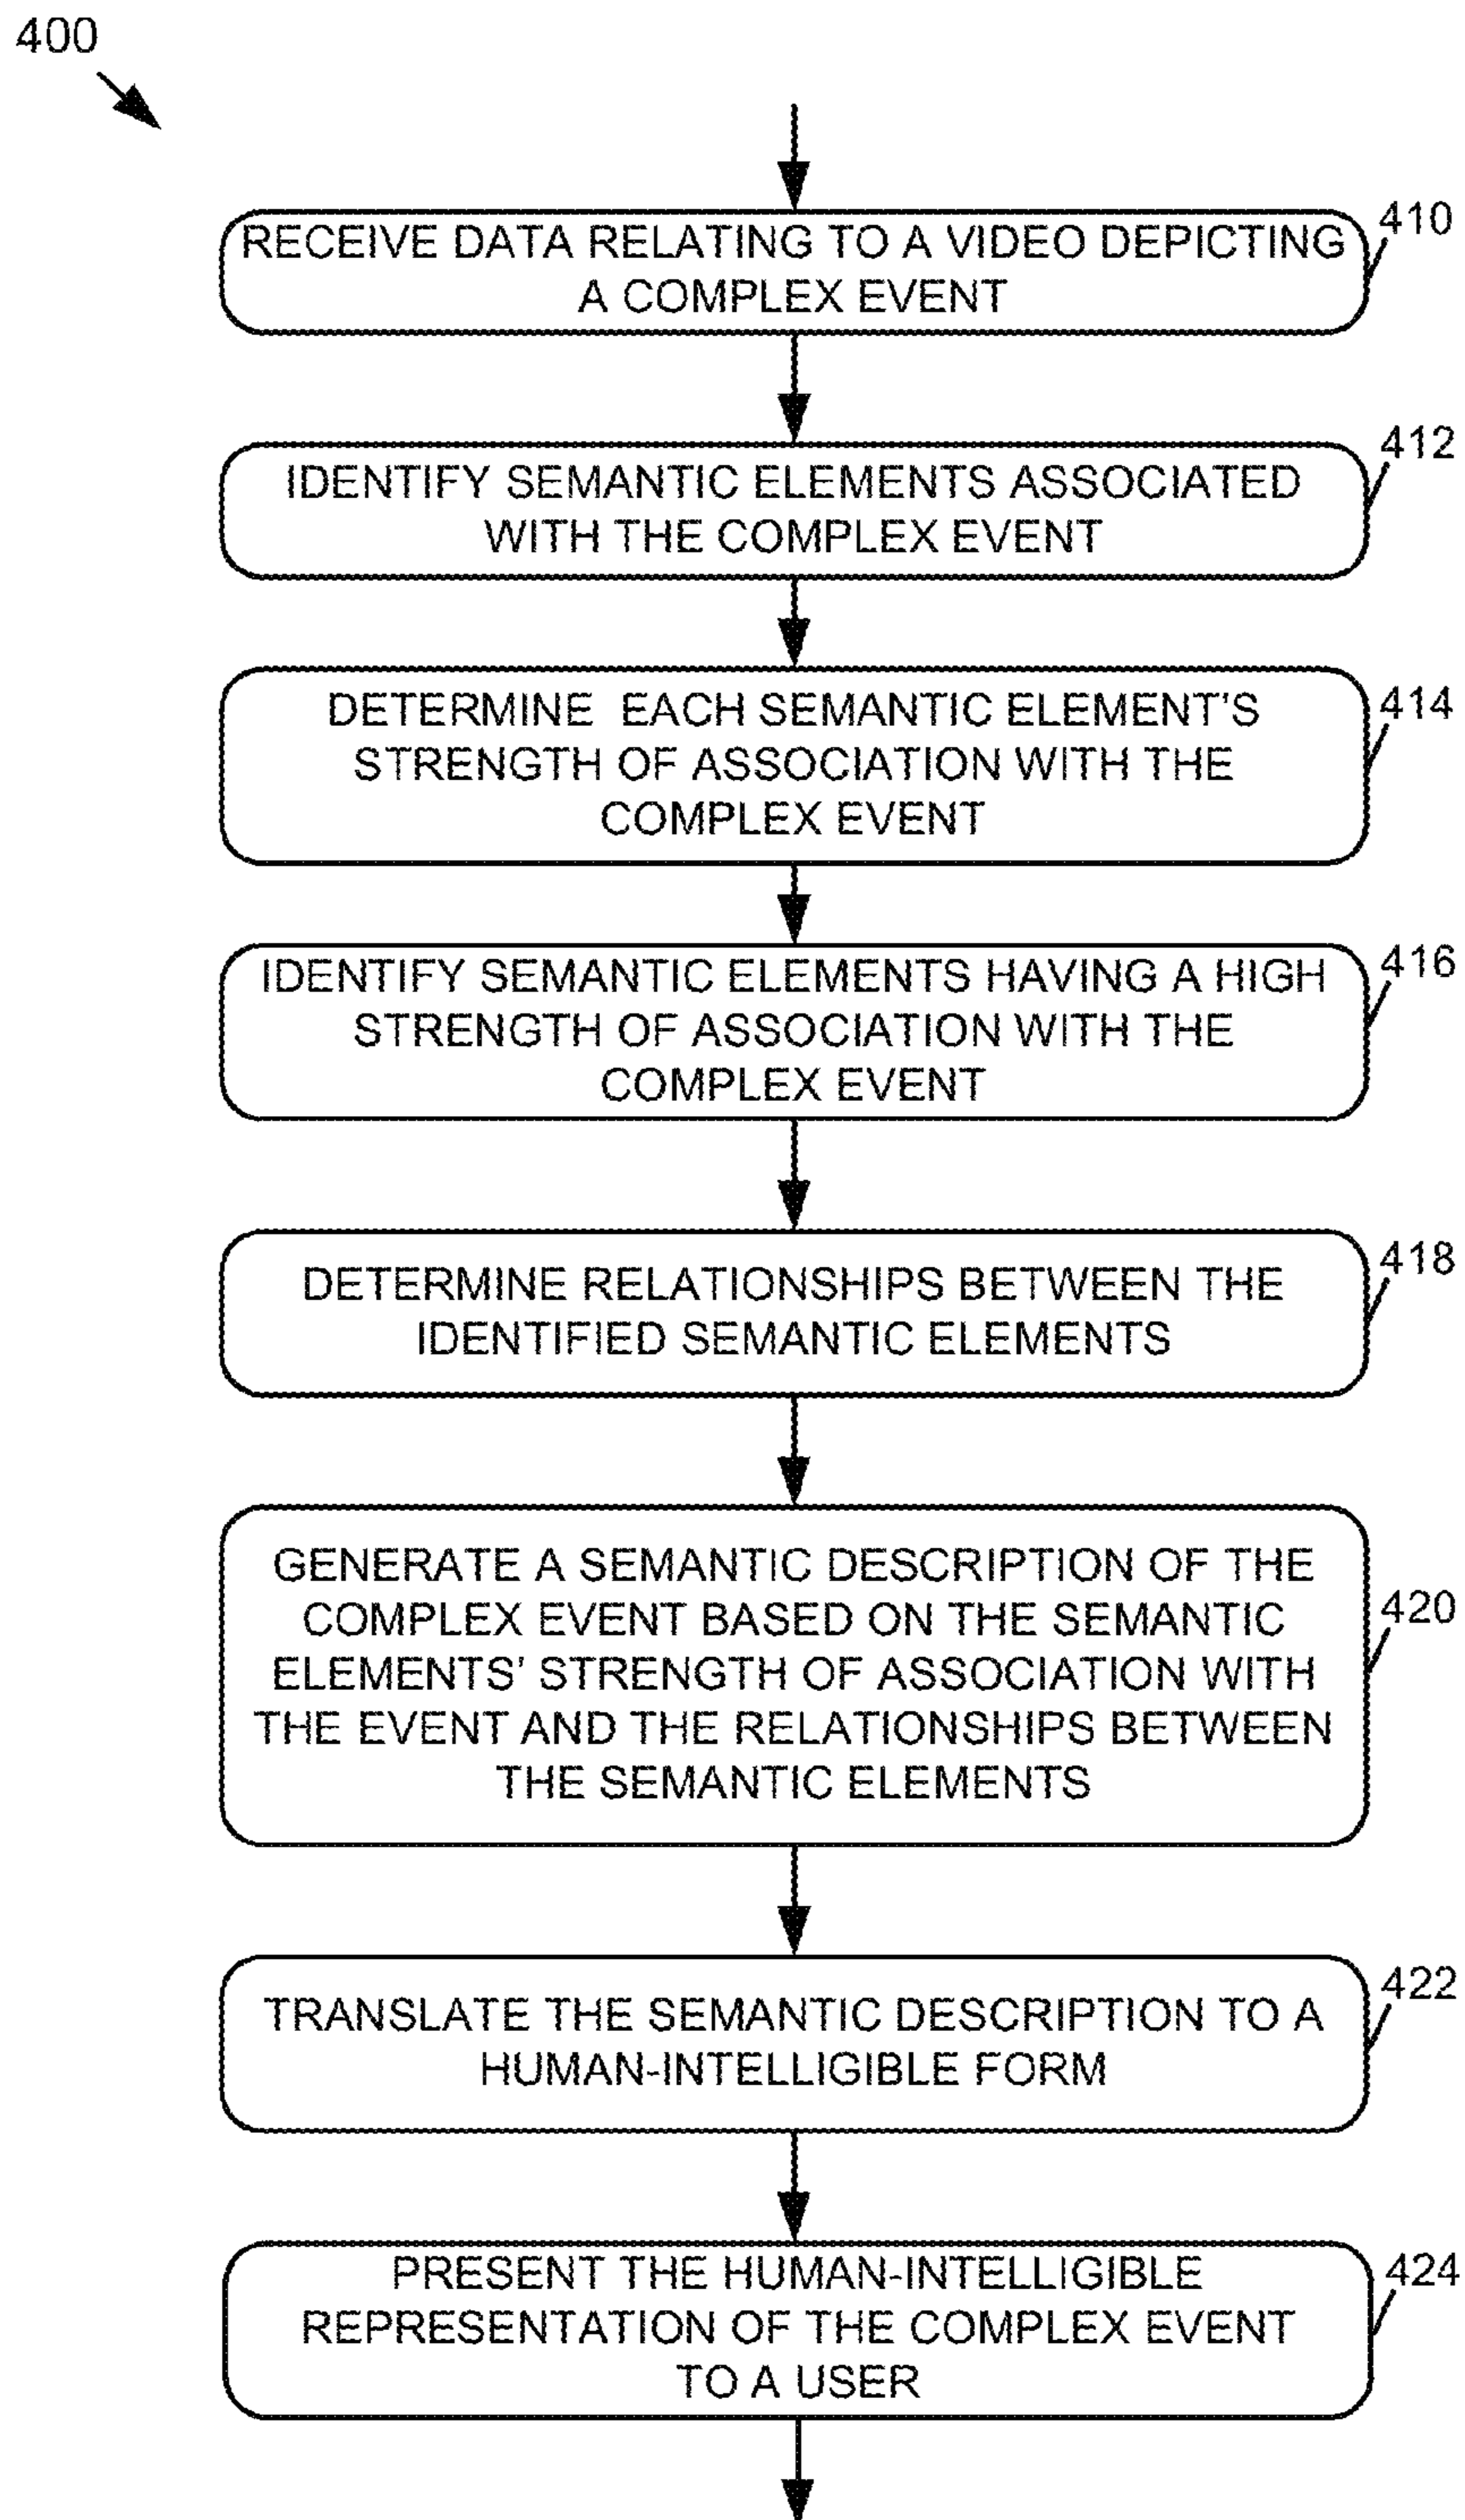 400
RECEIVE DATA RELATING TO A VIDEO DEPICTING
A COMPLEX EVENT
410
IDENTIFY SEMANTIC ELEMENTS ASSOCIATED
WITH THE COMPLEX EVENT
412
DETERMINE EACH SEMANTIC ELEMENT'S
STRENGTH OF ASSOCIATION WITH THE
COMPLEX EVENT
414
IDENTIFY SEMANTIC ELEMENTS HAVING A HIGH
STRENGTH OF ASSOCIATION WITH THE
COMPLEX EVENT
416
DETERMINE RELATIONSHIPS BETWEEN THE
IDENTIFIED SEMANTIC ELEMENTS
418
GENERATE A SEMANTIC DESCRIPTION OF THE
COMPLEX EVENT BASED ON THE SEMANTIC
ELEMENTS' STRENGTH OF ASSOCIATION WITH
THE EVENT AND THE RELATIONSHIPS BETWEEN
THE SEMANTIC ELEMENTS
420
TRANSLATE THE SEMANTIC DESCRIPTION TO A
HUMAN-INTELLIGIBLE FORM
422
PRESENT THE HUMAN-INTELLIGIBLE
REPRESENTATION OF THE COMPLEX EVENT
TO A USER
424